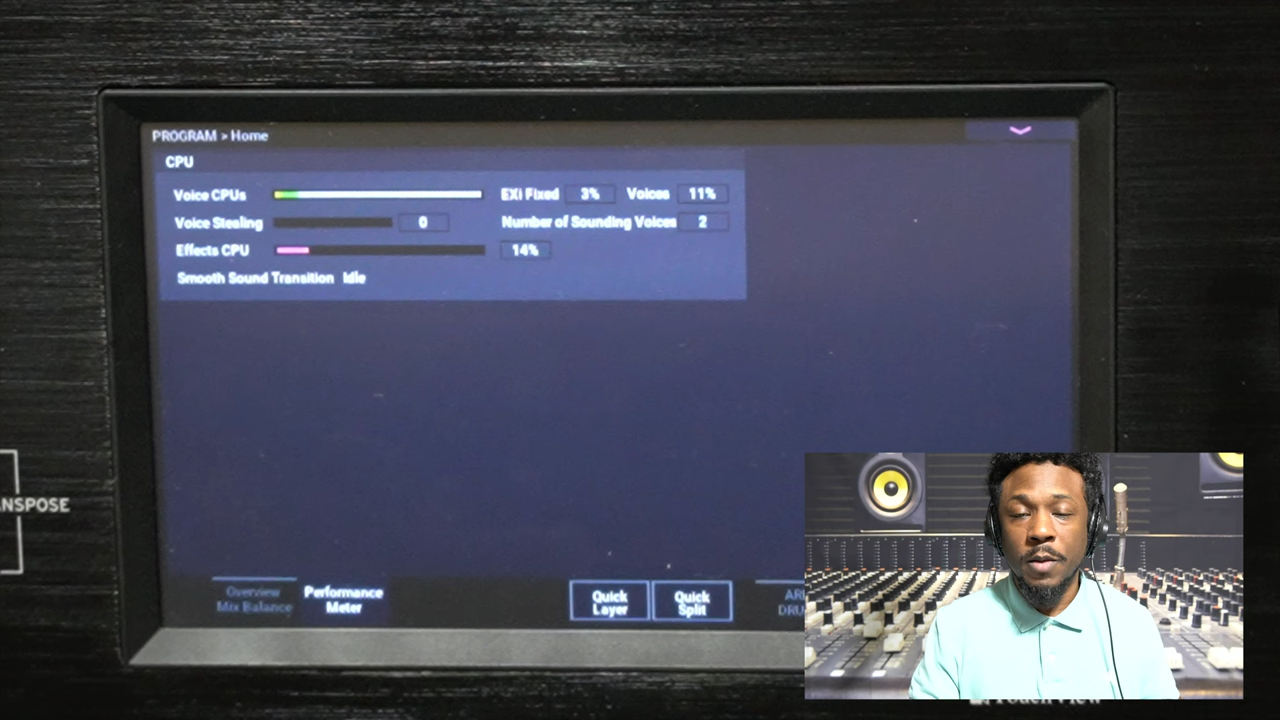 PROGRAM > Home
CPU
Voice CPUs EXi Fixed 3% Voices 11%
Voice Stealing 0 Number of Sounding Voices 2
Effects CPU 14%
Smooth Sound Transition Idle
Overview
Mix Balance
Performance
Meter
Quick
Layer
Quick
Split
NSPOSE